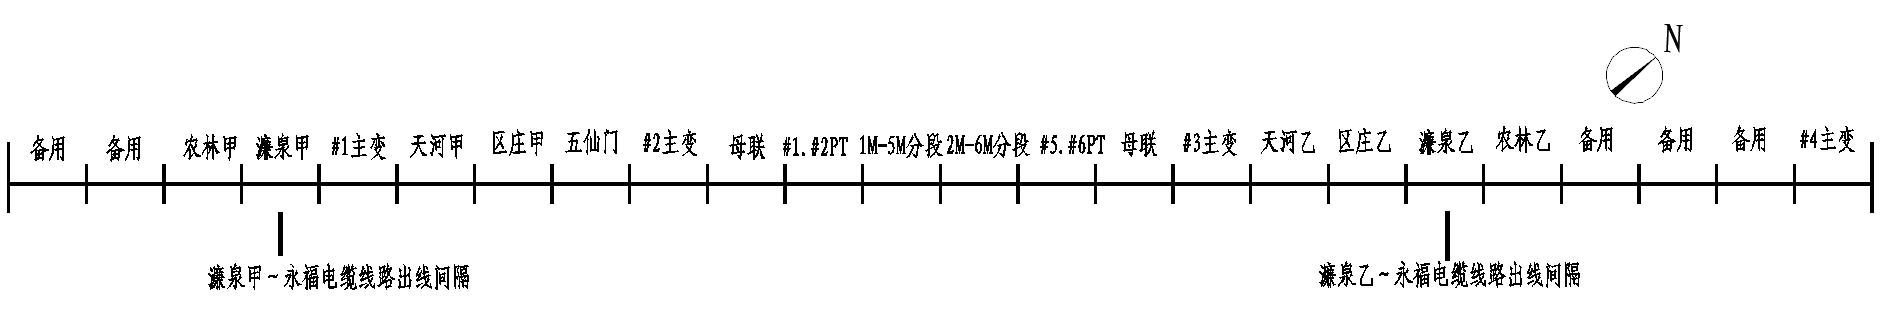 N
备用 备用 农林甲 濂泉甲 #1主变 天河甲 区庄甲 五仙门 #2主变 母联 #1.#2PT 1M-5M分段 2M-6M分段 #5.#6PT 母联 #3主变 天河乙 区庄乙 濂泉乙 农林乙 备用 备用 备用 #4主变
濂泉甲~永福电缆线路出线间隔 濂泉乙~永福电缆线路出线间隔